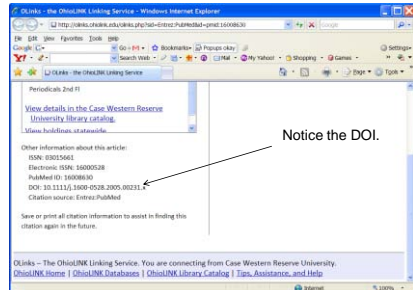 OLinks - the OhioLINK Linking Service - Windows Internet Explorer
http://olinks.ohiolink.edu/olinks.php?sid=Entrez:PubMed&id=pmid:16008630
File Edit View Favorites Tools Help
Google G Go M Bookmarks Popups okay Settings
Y! Search Web Mail My Yahoo! Shopping Games
OLinks - the OhioLINK Linking Service Page Tools
Periodicals 2nd Fl
View details in the Case Western Reserve
University library catalog.
View holdings statewide
Notice the DOI.
Other information about this article:
ISSN: 03015661
Electronic ISSN: 16000528
PubMed ID: 16008630
DOI: 10.1111/j.1600-0528.2005.00231.x
Citation source: Entrez:PubMed
Save or print all citation information to assist in finding this
citation again in the future.
OLinks – The OhioLINK Linking Service. You are connecting from Case Western Reserve University.
OhioLINK Home | OhioLINK Databases | OhioLINK Library Catalog | Tips, Assistance, and Help
Internet 100%